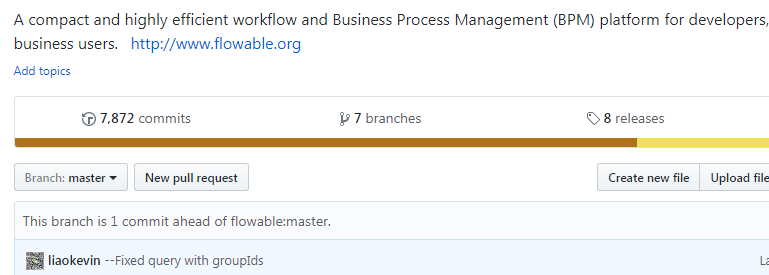 A compact and highly efficient workflow and Business Process Management (BPM) platform for developers,
business users. http://www.flowable.org
Add topics
7,872 commits 7 branches 8 releases
Branch: master New pull request Create new file Upload file
This branch is 1 commit ahead of flowable:master.
liaokevin --Fixed query with groupIds La